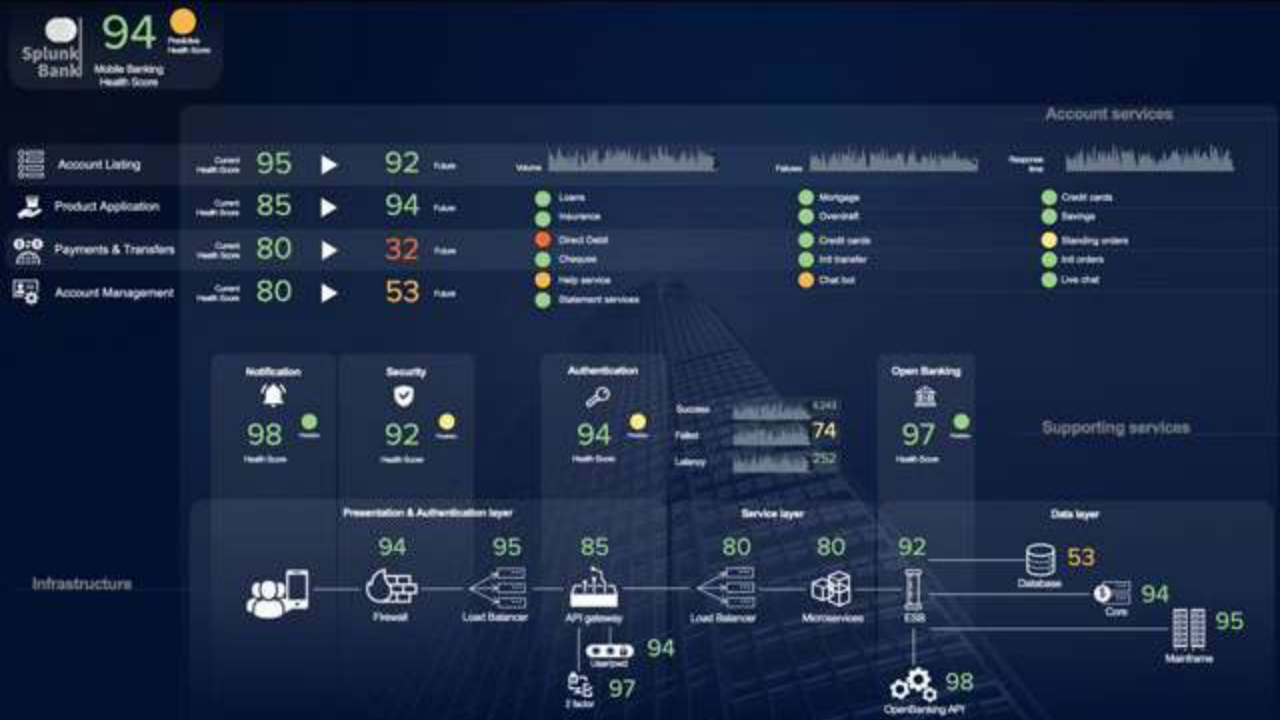 Splunk
Bank
94
Predictive
Health Score
Mobile Banking
Health Score
Account services
Account Listing
Current
Health Score
95
92
Future
Volume
Failures
Response
time
Product Application
Current
Health Score
85
94
Future
Loans
Mortgage
Credit cards
Insurance
Overdraft
Savings
Payments & Transfers
Current
Health Score
80
32
Future
Direct Debit
Credit cards
Standing orders
Cheques
Intl transfer
Intl orders
Account Management
Current
Health Score
80
53
Future
Help service
Chat bot
Live chat
Statement services
Notification
98
Health Score
Security
92
Health Score
Authentication
94
Health Score
Success
Failed
74
Latency
252
Open Banking
97
Health Score
Supporting services
Presentation & Authentication layer
Service layer
Data layer
Infrastructure
94
Firewall
95
Load Balancer
85
API gateway
80
Load Balancer
80
Microservices
92
ESB
53
Database
94
Core
95
Mainframe
94
User/pwd
97
2 factor
98
OpenBanking API